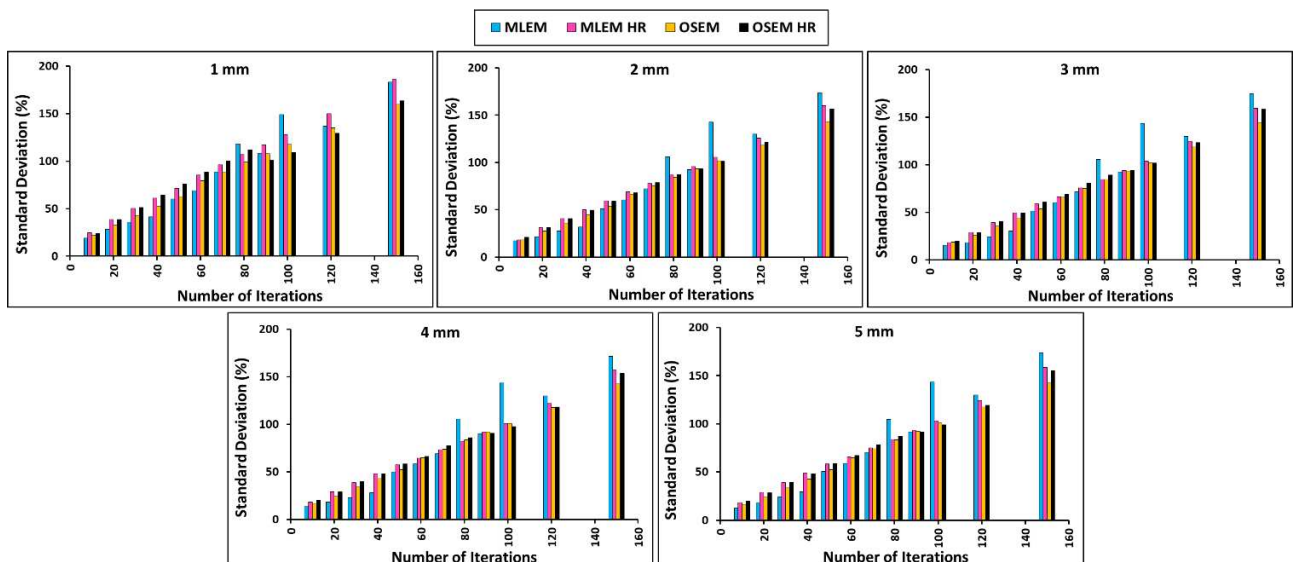 MLEM MLEM HR OSEM OSEM HR
1 mm
Standard Deviation (%)
200
150
100
50
0
0 20 40 60 80 100 120 140 160
Number of Iterations
2 mm
Standard Deviation (%)
200
150
100
50
0
0 20 40 60 80 100 120 140 160
Number of Iterations
3 mm
Standard Deviation (%)
200
150
100
50
0
0 20 40 60 80 100 120 140 160
Number of Iterations
4 mm
Standard Deviation (%)
200
150
100
50
0
0 20 40 60 80 100 120 140 160
Number of Iterations
5 mm
Standard Deviation (%)
200
150
100
50
0
0 20 40 60 80 100 120 140 160
Number of Iterations